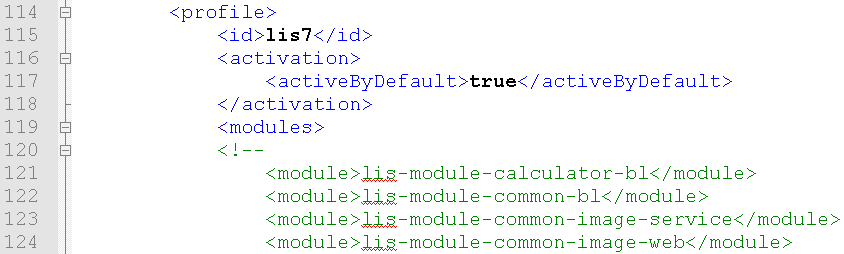 114 <profile>
115 <id>lis7</id>
116 <activation>
117 <activeByDefault>true</activeByDefault>
118 </activation>
119 <modules>
120 <!--
121 <module>lis-module-calculator-bl</module>
122 <module>lis-module-common-bl</module>
123 <module>lis-module-common-image-service</module>
124 <module>lis-module-common-image-web</module>